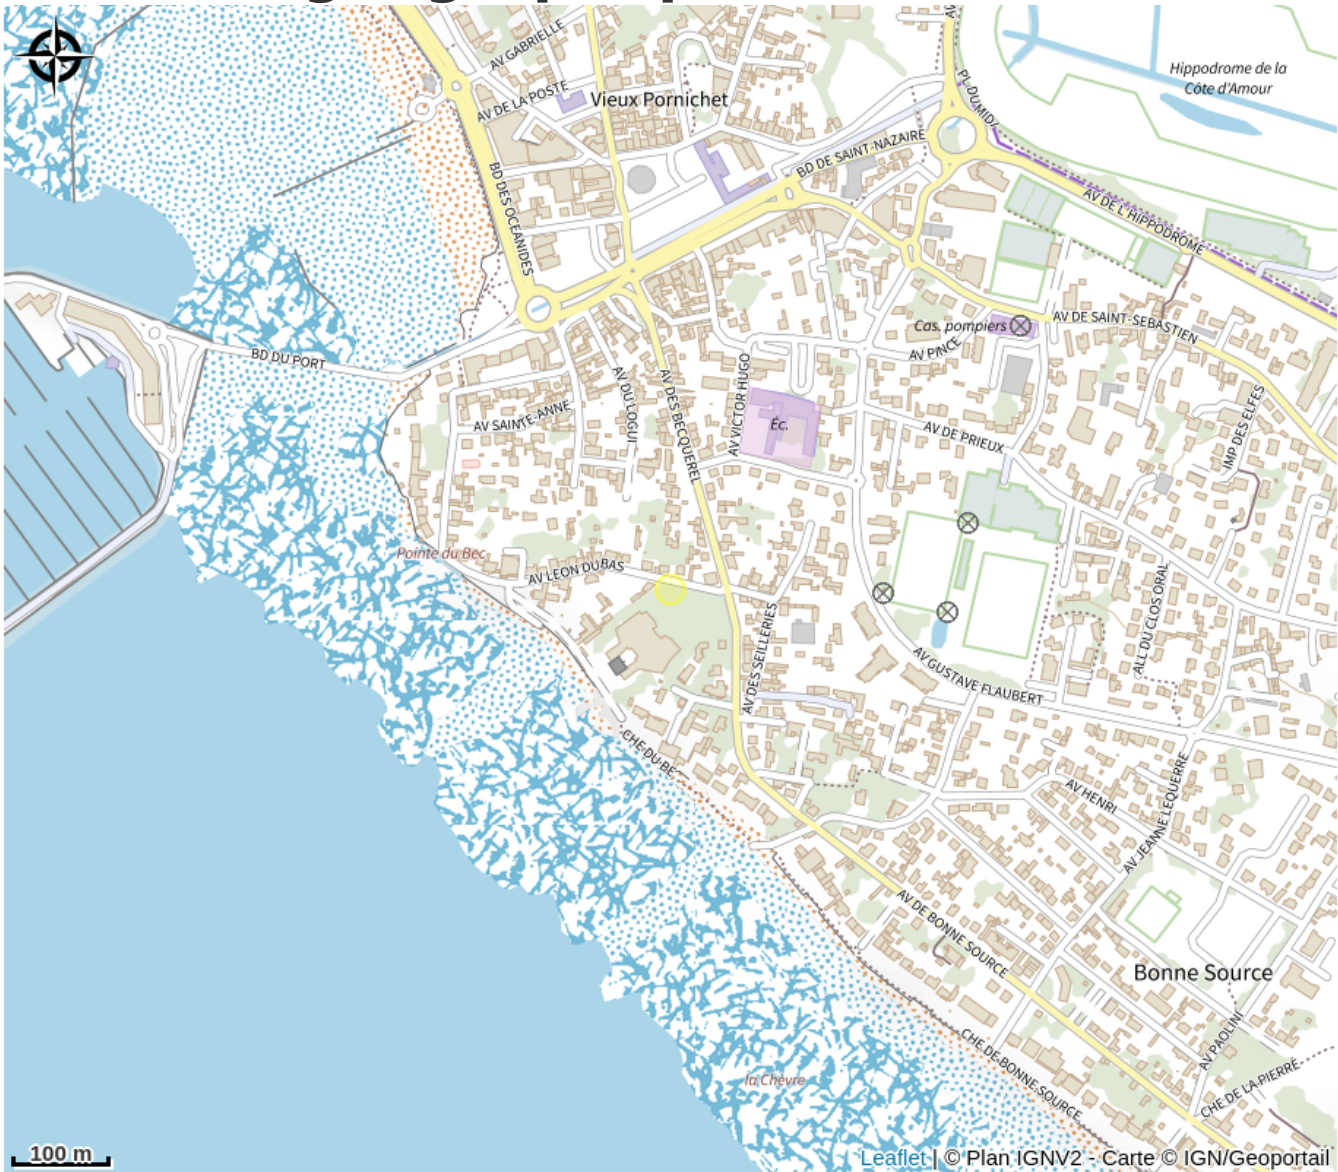 AV GABRIELLE
Hippodrome de la
Côte d'Amour
PL DU MIDI
AV DE LA POSTE
Vieux Pornichet
BD DE SAINT-NAZAIRE
BD DES OCEANIDES
AV DE L'HIPPODROME
Cas. pompiers
AV DE SAINT-SEBASTIEN
BD DU PORT
AV PINCE
AV VICTOR HUGO
AV DU LOGUI
AV DES BECQUEREL
AV SAINTE-ANNE
Éc.
AV DE PRIEUX
IMP DES ELFES
Pointe du Bec
AV LEON DUBAS
ALL DU CLOS ORAL
AV DES SEILLERIES
AV GUSTAVE FLAUBERT
CHE DU BE
AV HENRI
AV JEANNE LEQUERRE
AV DE BONNE SOURCE
Bonne Source
AV PAOLINI
CHE DE BONNE SOURCE
la Chèvre
CHE DE LA PIERRE
100 m
Leaflet | © Plan IGNV2 - Carte © IGN/Geoportail